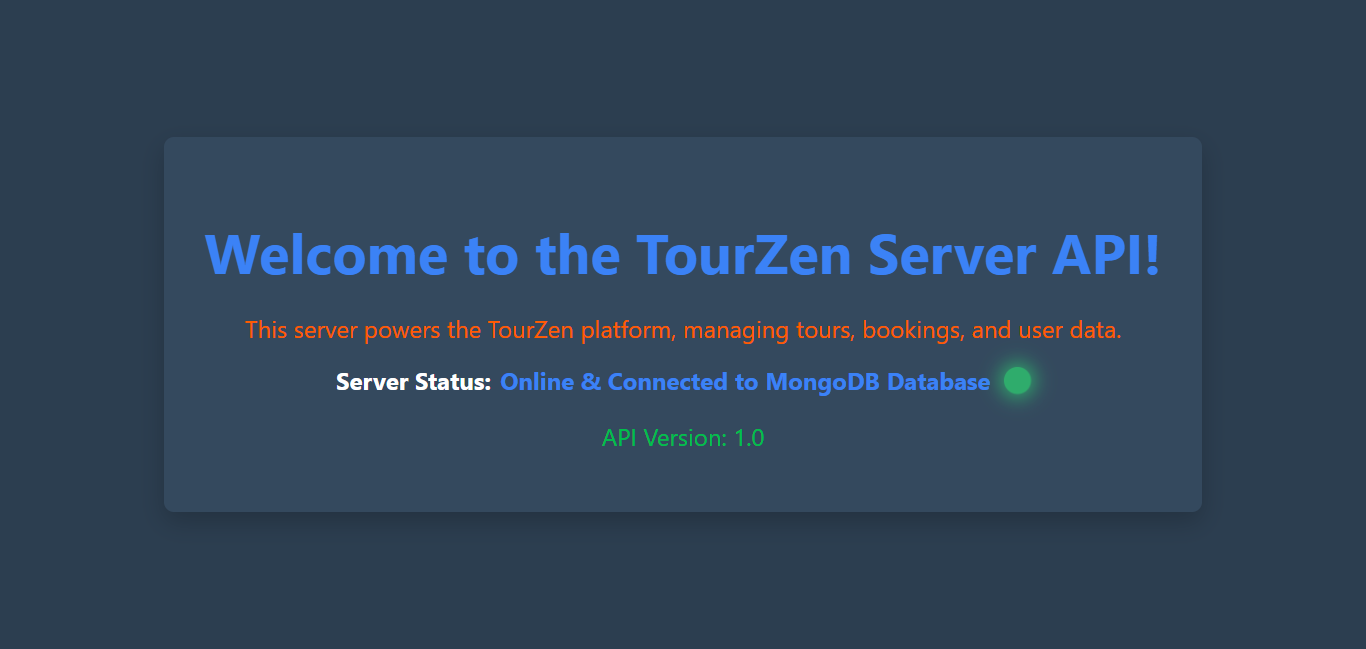 Welcome to the TourZen Server API!
This server powers the TourZen platform, managing tours, bookings, and user data.
Server Status: Online & Connected to MongoDB Database
API Version: 1.0